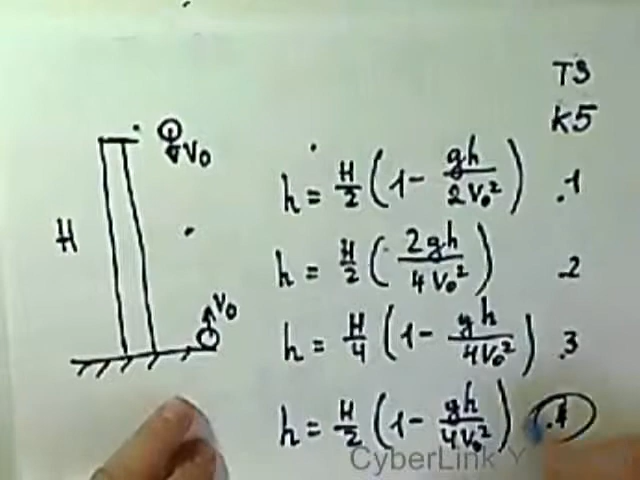 T3
K5
V₀
h = H/2 (1 - gh/2V₀²) .1
H
h = H/2 (2gh/4V₀²) .2
V₀
h = H/4 (1 - gh/4V₀²) .3
h = H/2 (1 - gh/4V₀²) .4
CyberLink Y